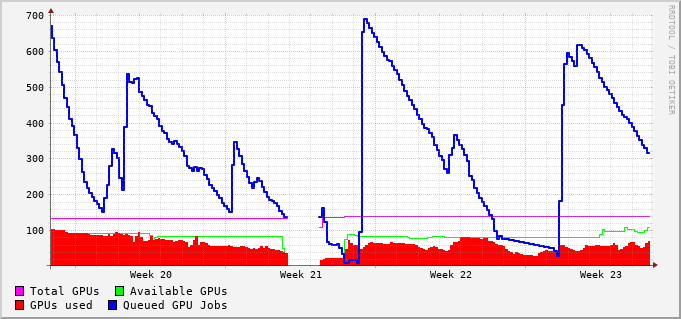 700
600
500
400
300
200
100
Week 20 Week 21 Week 22 Week 23
Total GPUs Available GPUs
GPUs used Queued GPU Jobs
RRDTOOL / TOBI OETIKER